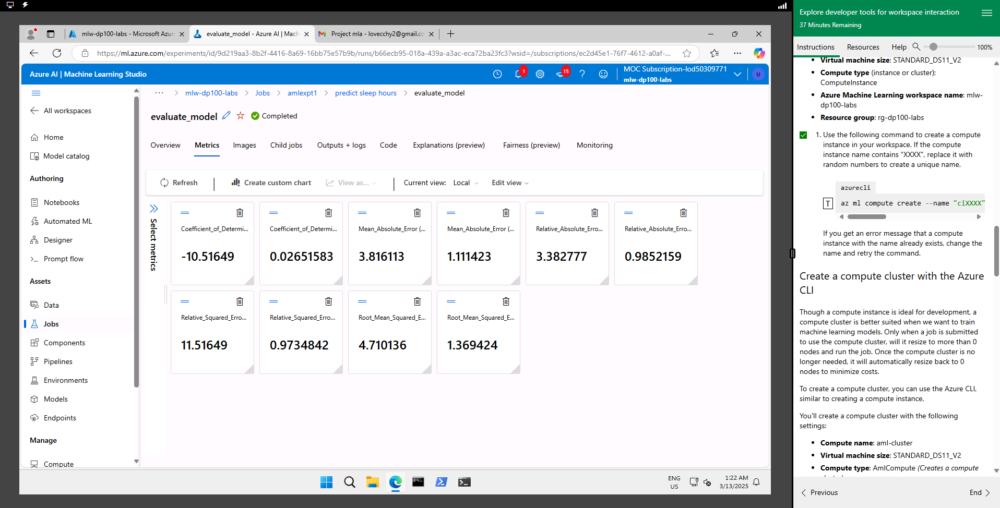 mlw-dp100-labs - Microsoft Azur
evaluate_model - Azure AI | Mach
Project mla - lovecchy2@gmail.co
https://ml.azure.com/experiments/id/9d219aa3-8b2f-4416-8a69-16bb75e57b9b/runs/b66ecb95-018a-439a-a3ac-eca72ba23fc3?wsid=/subscriptions/ec2d45e1-76f7-4612-a0af-...
Azure AI | Machine Learning Studio
1
15
MOC Subscription-lod50309771
mlw-dp100-labs
U
All workspaces
Home
Model catalog
Authoring
Notebooks
Automated ML
Designer
Prompt flow
Assets
Data
Jobs
Components
Pipelines
Environments
Models
Endpoints
Manage
Compute
... > mlw-dp100-labs > Jobs > amlexpt1 > predict sleep hours > evaluate_model
evaluate_model
Completed
Overview Metrics Images Child jobs Outputs + logs Code Explanations (preview) Fairness (preview) Monitoring
Refresh | Create custom chart View as... | Current view: Local Edit view
Select metrics
Coefficient_of_Determi...
-10.51649
Coefficient_of_Determi...
0.02651583
Mean_Absolute_Error (...
3.816113
Mean_Absolute_Error (...
1.111423
Relative_Absolute_Erro...
3.382777
Relative_Absolute_Erro...
0.9852159
Relative_Squared_Erro...
11.51649
Relative_Squared_Erro...
0.9734842
Root_Mean_Squared_E...
4.710136
Root_Mean_Squared_E...
1.369424
ENG
US
1:22 AM
3/13/2025
Explore developer tools for workspace interaction
37 Minutes Remaining
Instructions Resources Help 100%
• Virtual machine size: STANDARD_DS11_V2
• Compute type (instance or cluster):
ComputeInstance
• Azure Machine Learning workspace name: mlw-
dp100-labs
• Resource group: rg-dp100-labs
1. Use the following command to create a compute
instance in your workspace. If the compute
instance name contains "XXXX", replace it with
random numbers to create a unique name.
azurecli
T
az ml compute create --name "ciXXXX"
If you get an error message that a compute
instance with the name already exists, change the
name and retry the command.
Create a compute cluster with the Azure
CLI
Though a compute instance is ideal for development, a
compute cluster is better suited when we want to train
machine learning models. Only when a job is submitted
to use the compute cluster, will it resize to more than 0
nodes and run the job. Once the compute cluster is no
longer needed, it will automatically resize back to 0
nodes to minimize costs.
To create a compute cluster, you can use the Azure CLI,
similar to creating a compute instance.
You'll create a compute cluster with the following
settings:
• Compute name: aml-cluster
• Virtual machine size: STANDARD_DS11_V2
• Compute type: AmlCompute (Creates a compute
Previous
End